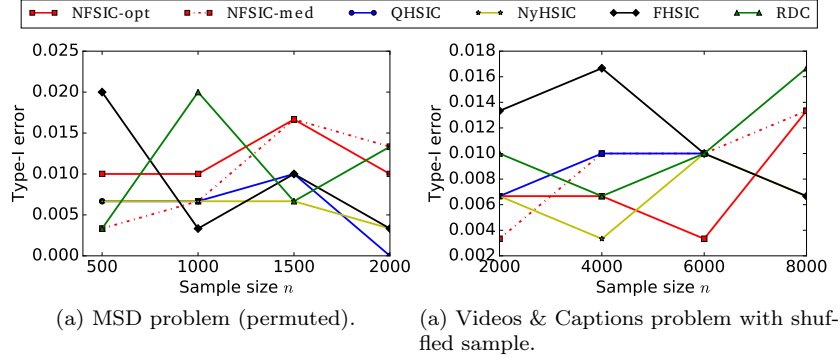 NFSIC-opt NFSIC-med QHSIC NyHSIC FHSIC RDC
Type-I error
0.025
0.020
0.015
0.010
0.005
0.000
500 1000 1500 2000
Sample size n
(a) MSD problem (permuted).
Type-I error
0.018
0.016
0.014
0.012
0.010
0.008
0.006
0.004
0.002
2000 4000 6000 8000
Sample size n
(a) Videos & Captions problem with shuf-
fled sample.